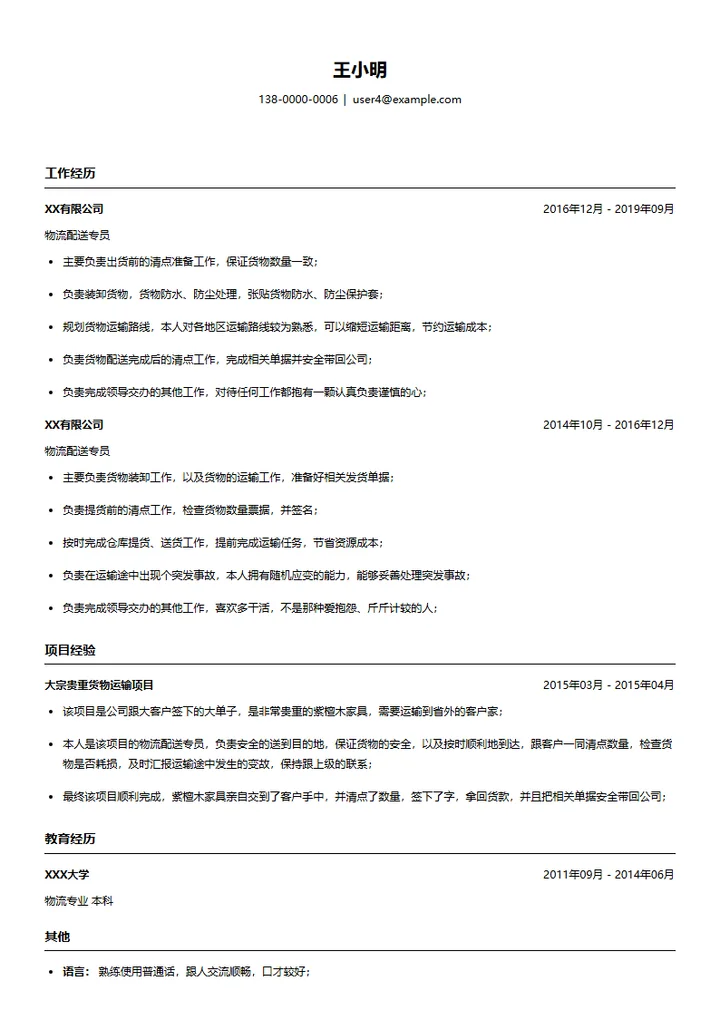 王小明
138-0000-0006 | user4@example.com
工作经历
XX有限公司 2016年12月 - 2019年09月
物流配送专员
• 主要负责出货前的清点准备工作，保证货物数量一致；
• 负责装卸货物，货物防水、防尘处理，张贴货物防水、防尘保护套；
• 规划货物运输路线，本人对各地区运输路线较为熟悉，可以缩短运输距离，节约运输成本；
• 负责货物配送完成后的清点工作，完成相关单据并安全带回公司；
• 负责完成领导交办的其他工作，对待任何工作都抱有一颗认真负责谨慎的心；
XX有限公司 2014年10月 - 2016年12月
物流配送专员
• 主要负责货物装卸工作，以及货物的运输工作，准备好相关发货单据；
• 负责提货前的清点工作，检查货物数量票据，并签名；
• 按时完成仓库提货、送货工作，提前完成运输任务，节省资源成本；
• 负责在运输途中出现个突发事故，本人拥有随机应变的能力，能够妥善处理突发事故；
• 负责完成领导交办的其他工作，喜欢多干活，不是那种爱抱怨、斤斤计较的人；
项目经验
大宗贵重货物运输项目 2015年03月 - 2015年04月
• 该项目是公司跟大客户签下的大单子，是非常贵重的紫檀木家具，需要运输到省外的客户家；
• 本人是该项目的物流配送专员，负责安全的送到目的地，保证货物的安全，以及按时顺利地到达，跟客户一同清点数量，检查货
物是否耗损，及时汇报运输途中发生的变故，保持跟上级的联系；
• 最终该项目顺利完成，紫檀木家具亲自交到了客户手中，并清点了数量，签下了字，拿回货款，并且把相关单据安全带回公司；
教育经历
XXX大学 2011年09月 - 2014年06月
物流专业 本科
其他
• 语言： 熟练使用普通话，跟人交流顺畅，口才较好；